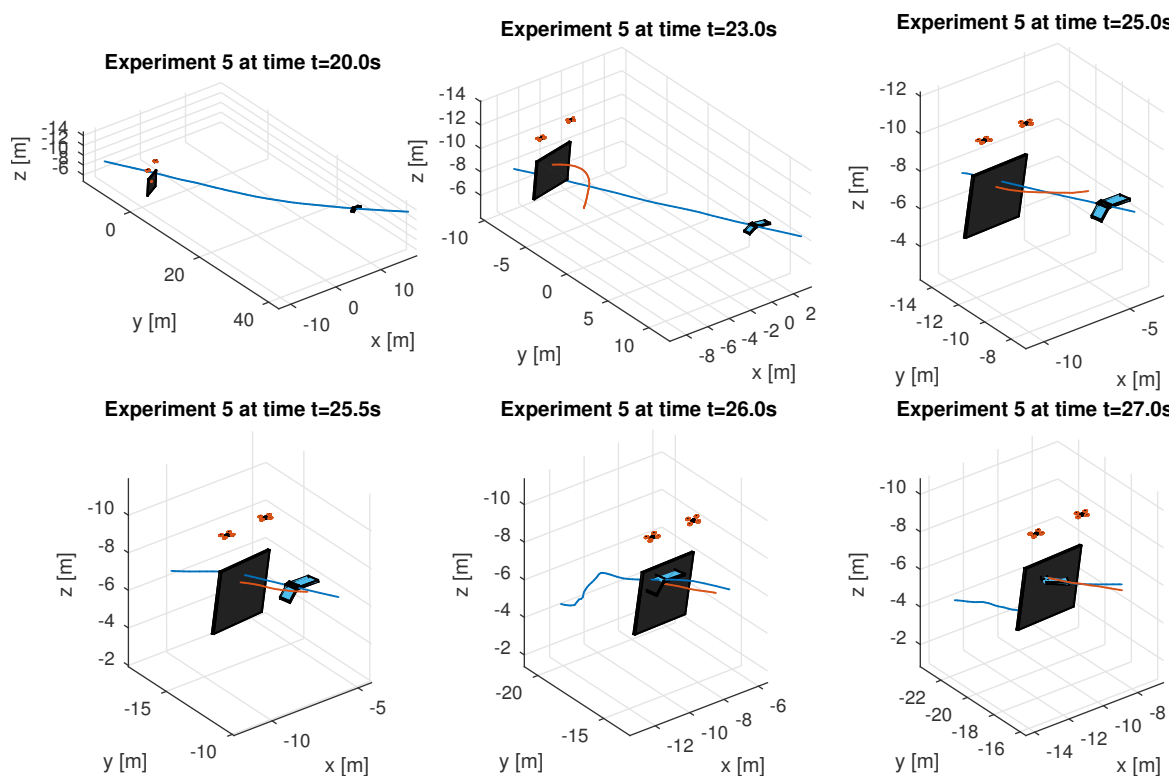 Experiment 5 at time t=20.0s
-14
-12
-10
-8
-6
z [m]
0
20
40
y [m]
-10
0
10
x [m]
Experiment 5 at time t=23.0s
-14
-12
-10
-8
-6
z [m]
-10
-5
0
5
10
y [m]
-8 -6 -4 -2 0 2
x [m]
Experiment 5 at time t=25.0s
-12
-10
-8
-6
-4
z [m]
-14
-12
-10
-8
y [m]
-10
-5
x [m]
Experiment 5 at time t=25.5s
-10
-8
-6
-4
-2
z [m]
-15
-10
y [m]
-10
-5
x [m]
Experiment 5 at time t=26.0s
-10
-8
-6
-4
-2
z [m]
-20
-15
y [m]
-12 -10 -8 -6
x [m]
Experiment 5 at time t=27.0s
-10
-8
-6
-4
-2
z [m]
-22
-20
-18
-16
y [m]
-14 -12 -10 -8
x [m]